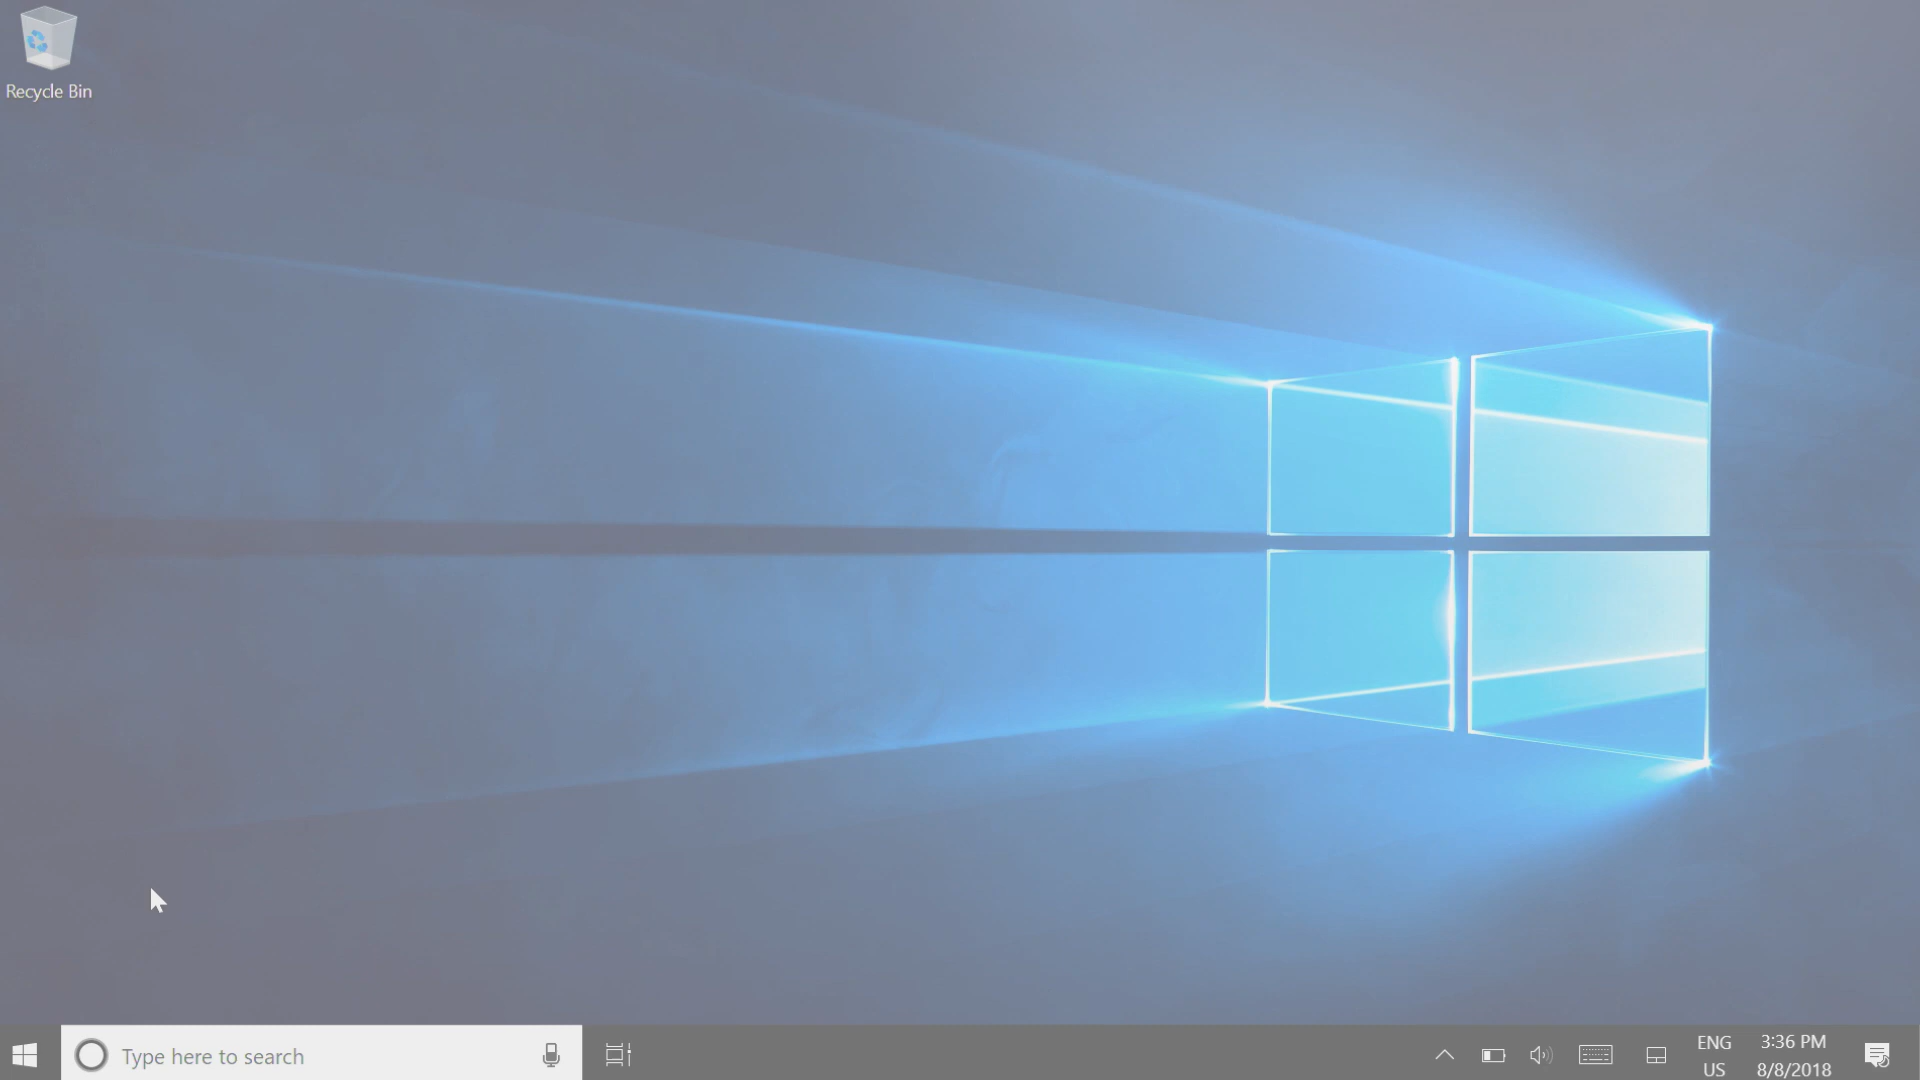 Recycle Bin
Type here to search
ENG
US
3:36 PM
8/8/2018